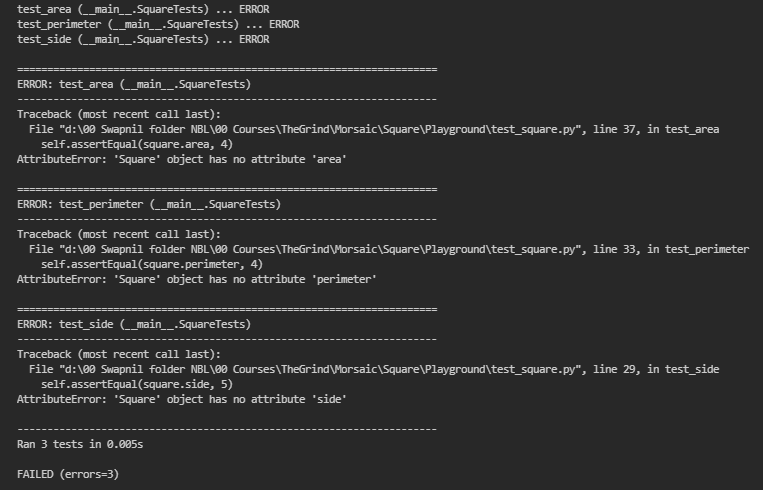 test_area (__main__.SquareTests) ... ERROR
test_perimeter (__main__.SquareTests) ... ERROR
test_side (__main__.SquareTests) ... ERROR

======================================================================
ERROR: test_area (__main__.SquareTests)
----------------------------------------------------------------------
Traceback (most recent call last):
  File "d:\00 Swapnil folder NBL\00 Courses\TheGrind\Morsaic\Square\Playground\test_square.py", line 37, in test_area
    self.assertEqual(square.area, 4)
AttributeError: 'Square' object has no attribute 'area'

======================================================================
ERROR: test_perimeter (__main__.SquareTests)
----------------------------------------------------------------------
Traceback (most recent call last):
  File "d:\00 Swapnil folder NBL\00 Courses\TheGrind\Morsaic\Square\Playground\test_square.py", line 33, in test_perimeter
    self.assertEqual(square.perimeter, 4)
AttributeError: 'Square' object has no attribute 'perimeter'

======================================================================
ERROR: test_side (__main__.SquareTests)
----------------------------------------------------------------------
Traceback (most recent call last):
  File "d:\00 Swapnil folder NBL\00 Courses\TheGrind\Morsaic\Square\Playground\test_square.py", line 29, in test_side
    self.assertEqual(square.side, 5)
AttributeError: 'Square' object has no attribute 'side'

----------------------------------------------------------------------
Ran 3 tests in 0.005s

FAILED (errors=3)